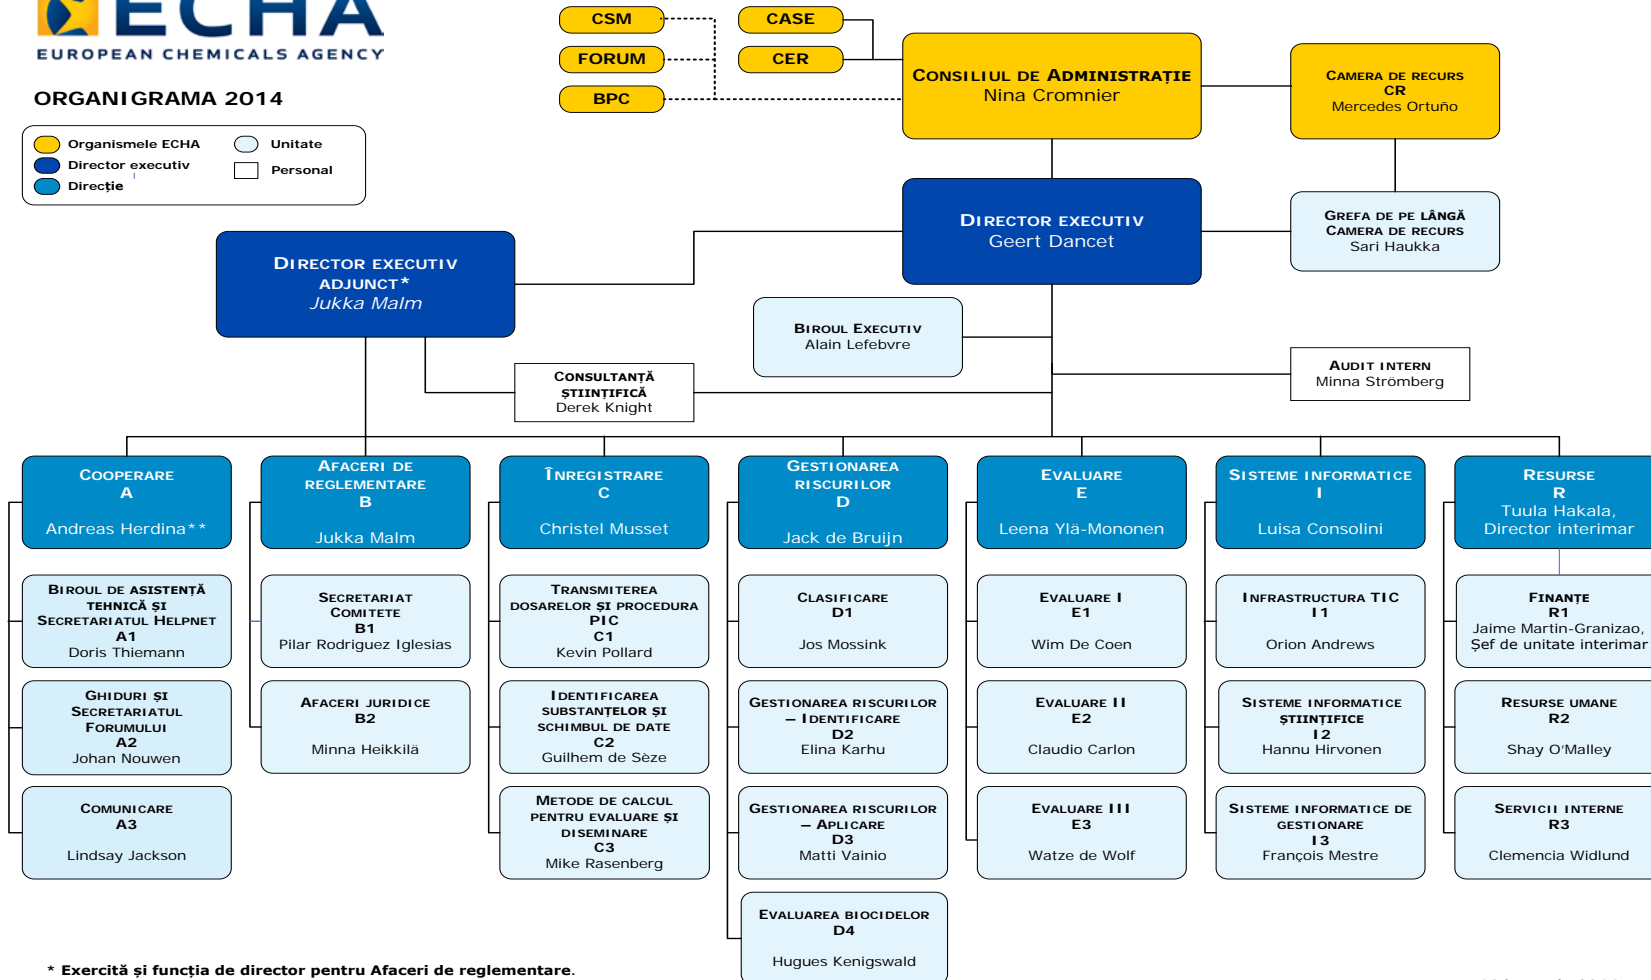 ECHA
EUROPEAN CHEMICALS AGENCY
ORGANIGRAMA 2014
Organismele ECHA
Director executiv
Direcție
Unitate
Personal
CSM
FORUM
BPC
CASE
CER
CONSILIUL DE ADMINISTRAȚIE
Nina Cromnier
CAMERA DE RECURS
CR
Mercedes Ortuño
DIRECTOR EXECUTIV
Geert Dancet
GREFA DE PE LÂNGĂ
CAMERA DE RECURS
Sari Haukka
DIRECTOR EXECUTIV
ADJUNCT*
Jukka Malm
BIROUL EXECUTIV
Alain Lefebvre
CONSULTANȚĂ
ȘTIINȚIFICĂ
Derek Knight
AUDIT INTERN
Minna Strömberg
COOPERARE
A
Andreas Herdina**
BIROUL DE ASISTENȚĂ
TEHNICĂ ȘI
SECRETARIATUL HELPNET
A1
Doris Thiemann
GHIDURI ȘI
SECRETARIATUL
FORUMULUI
A2
Johan Nouwen
COMUNICARE
A3
Lindsay Jackson
AFACERI DE
REGLEMENTARE
B
Jukka Malm
SECRETARIAT
COMITETE
B1
Pilar Rodriguez Iglesias
AFACERI JURIDICE
B2
Minna Heikkilä
ÎNREGISTRARE
C
Christel Musset
TRANSMITEREA
DOSARELOR ȘI PROCEDURA
PIC
C1
Kevin Pollard
IDENTIFICAREA
SUBSTANȚELOR ȘI
SCHIMBUL DE DATE
C2
Guilhem de Sèze
METODE DE CALCUL
PENTRU EVALUARE ȘI
DISEMINARE
C3
Mike Rasenberg
GESTIONAREA
RISCURILOR
D
Jack de Bruijn
CLASIFICARE
D1
Jos Mossink
GESTIONAREA RISCURILOR
– IDENTIFICARE
D2
Elina Karhu
GESTIONAREA RISCURILOR
– APLICARE
D3
Matti Vainio
EVALUAREA BIOCIDELOR
D4
Hugues Kenigswald
EVALUARE
E
Leena Ylä-Mononen
EVALUARE I
E1
Wim De Coen
EVALUARE II
E2
Claudio Carlon
EVALUARE III
E3
Watze de Wolf
SISTEME INFORMATICE
I
Luisa Consolini
INFRASTRUCTURA TIC
I1
Orion Andrews
SISTEME INFORMATICE
ȘTIINȚIFICE
I2
Hannu Hirvonen
SISTEME INFORMATICE DE
GESTIONARE
I3
François Mestre
RESURSE
R
Tuula Hakala,
Director interimar
FINANȚE
R1
Jaime Martin-Granizao,
Șef de unitate interimar
RESURSE UMANE
R2
Shay O'Malley
SERVICII INTERNE
R3
Clemencia Widlund
* Exercită și funcția de director pentru Afaceri de reglementare.